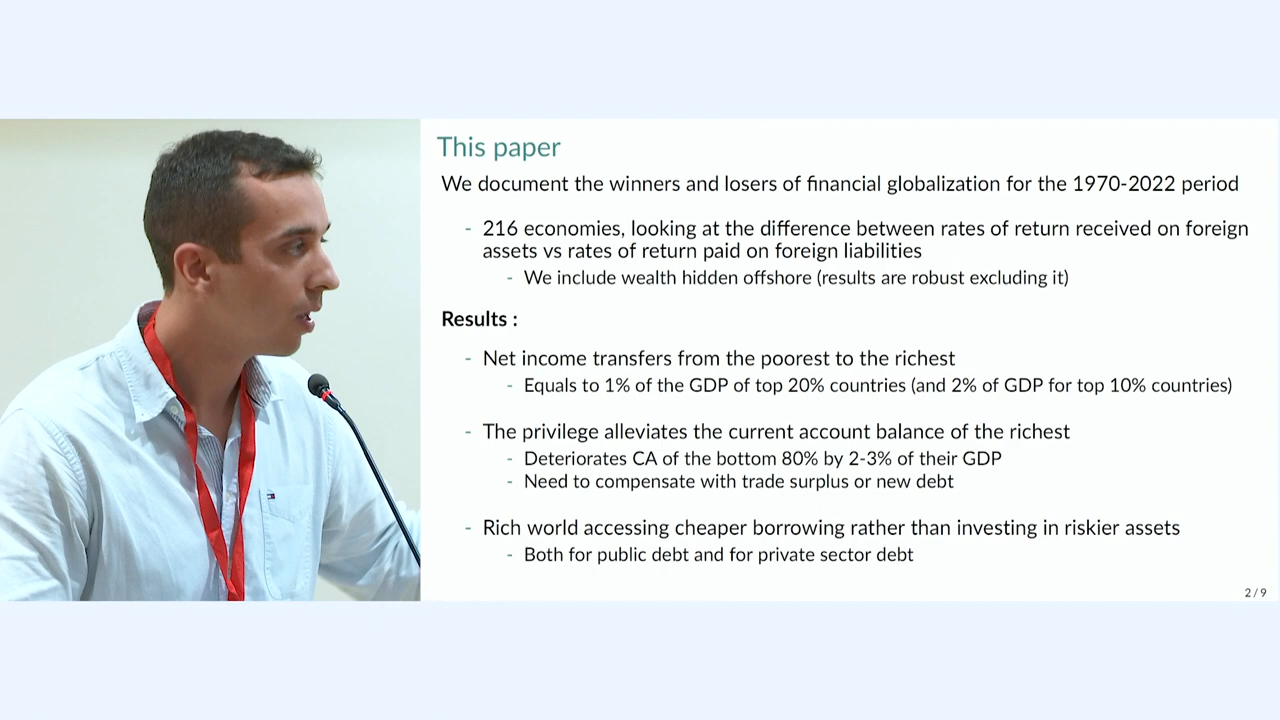 This paper
We document the winners and losers of financial globalization for the 1970-2022 period
- 216 economies, looking at the difference between rates of return received on foreign
assets vs rates of return paid on foreign liabilities
- We include wealth hidden offshore (results are robust excluding it)
Results :
- Net income transfers from the poorest to the richest
- Equals to 1% of the GDP of top 20% countries (and 2% of GDP for top 10% countries)
- The privilege alleviates the current account balance of the richest
- Deteriorates CA of the bottom 80% by 2-3% of their GDP
- Need to compensate with trade surplus or new debt
- Rich world accessing cheaper borrowing rather than investing in riskier assets
- Both for public debt and for private sector debt
2 / 9